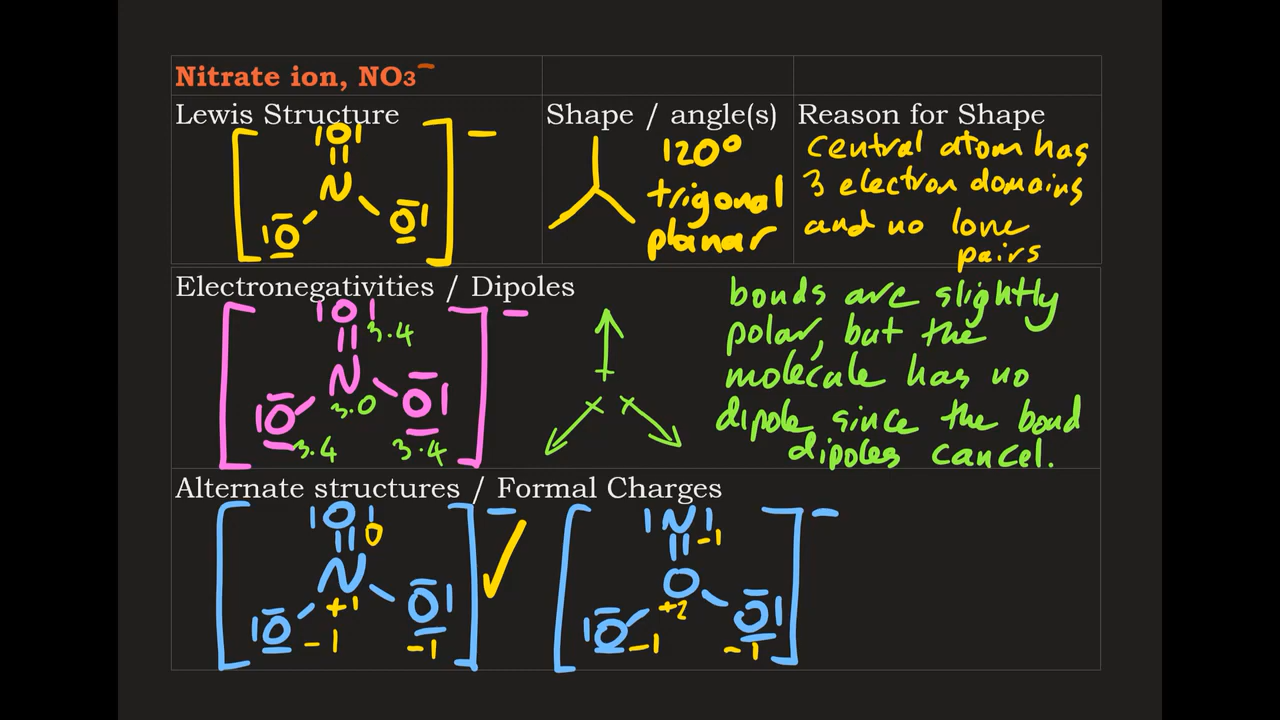 Nitrate ion, NO3⁻
Lewis Structure
Shape / angle(s)
Reason for Shape
|O|
N
|O
O|
−
120°
trigonal
planar
central atom has
3 electron domains
and no lone
pairs
Electronegativities / Dipoles
|O|
3.4
N
3.0
|O
3.4
O|
3.4
−
bonds are slightly
polar, but the
molecule has no
dipole since the bond
dipoles cancel.
Alternate structures / Formal Charges
|O|
0
N
+1
|O
-1
O|
-1
−
✓
|N|
-1
O
+2
|O
-1
O|
-1
−